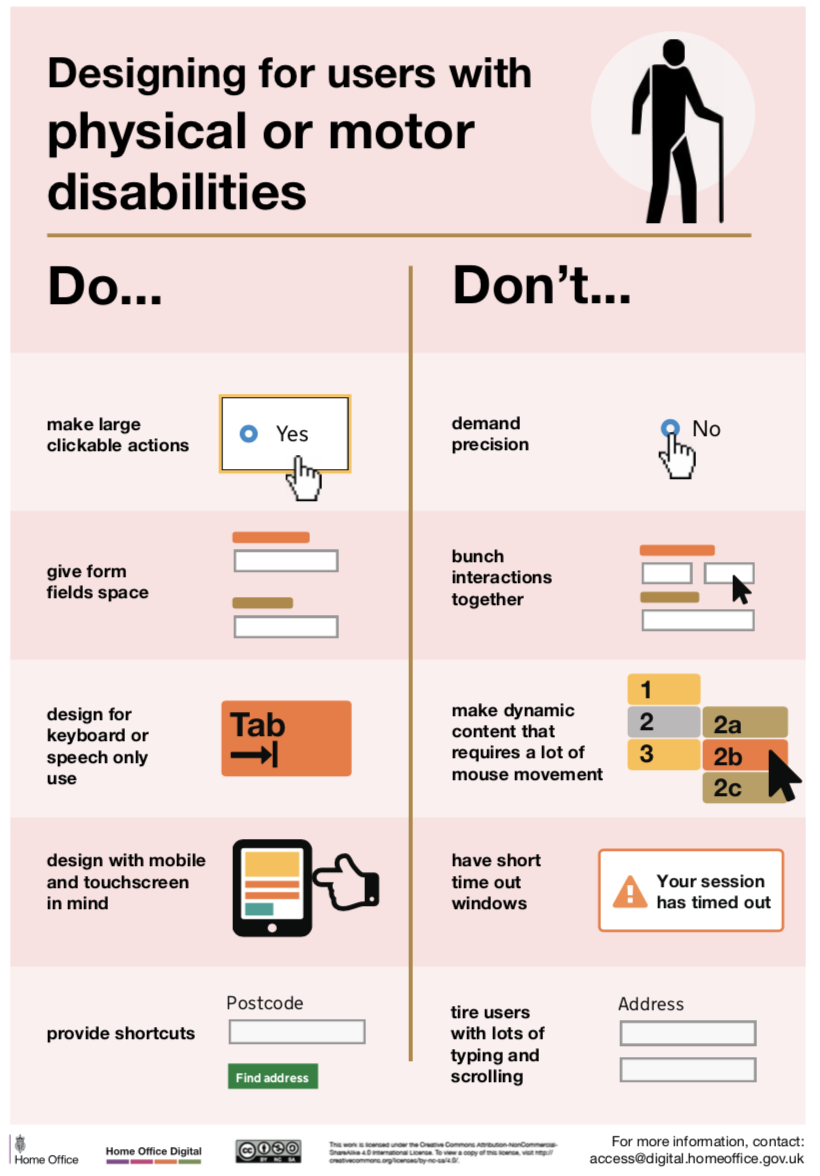 Designing for users with
physical or motor
disabilities
Do...
Don’t...
make large
clickable actions
Yes
demand
precision
No
give form
fields space
bunch
interactions
together
design for
keyboard or
speech only
use
Tab
make dynamic
content that
requires a lot of
mouse movement
1
2
3
2a
2b
2c
design with mobile
and touchscreen
in mind
have short
time out
windows
Your session
has timed out
provide shortcuts
Postcode
Find address
tire users
with lots of
typing and
scrolling
Address
Home Office
Home Office Digital
cc
BY NC SA
This work is licensed under the Creative Commons Attribution-NonCommercial-
ShareAlike 4.0 International License. To view a copy of this license, visit http://
creativecommons.org/licenses/by-nc-sa/4.0/.
For more information, contact:
access@digital.homeoffice.gov.uk